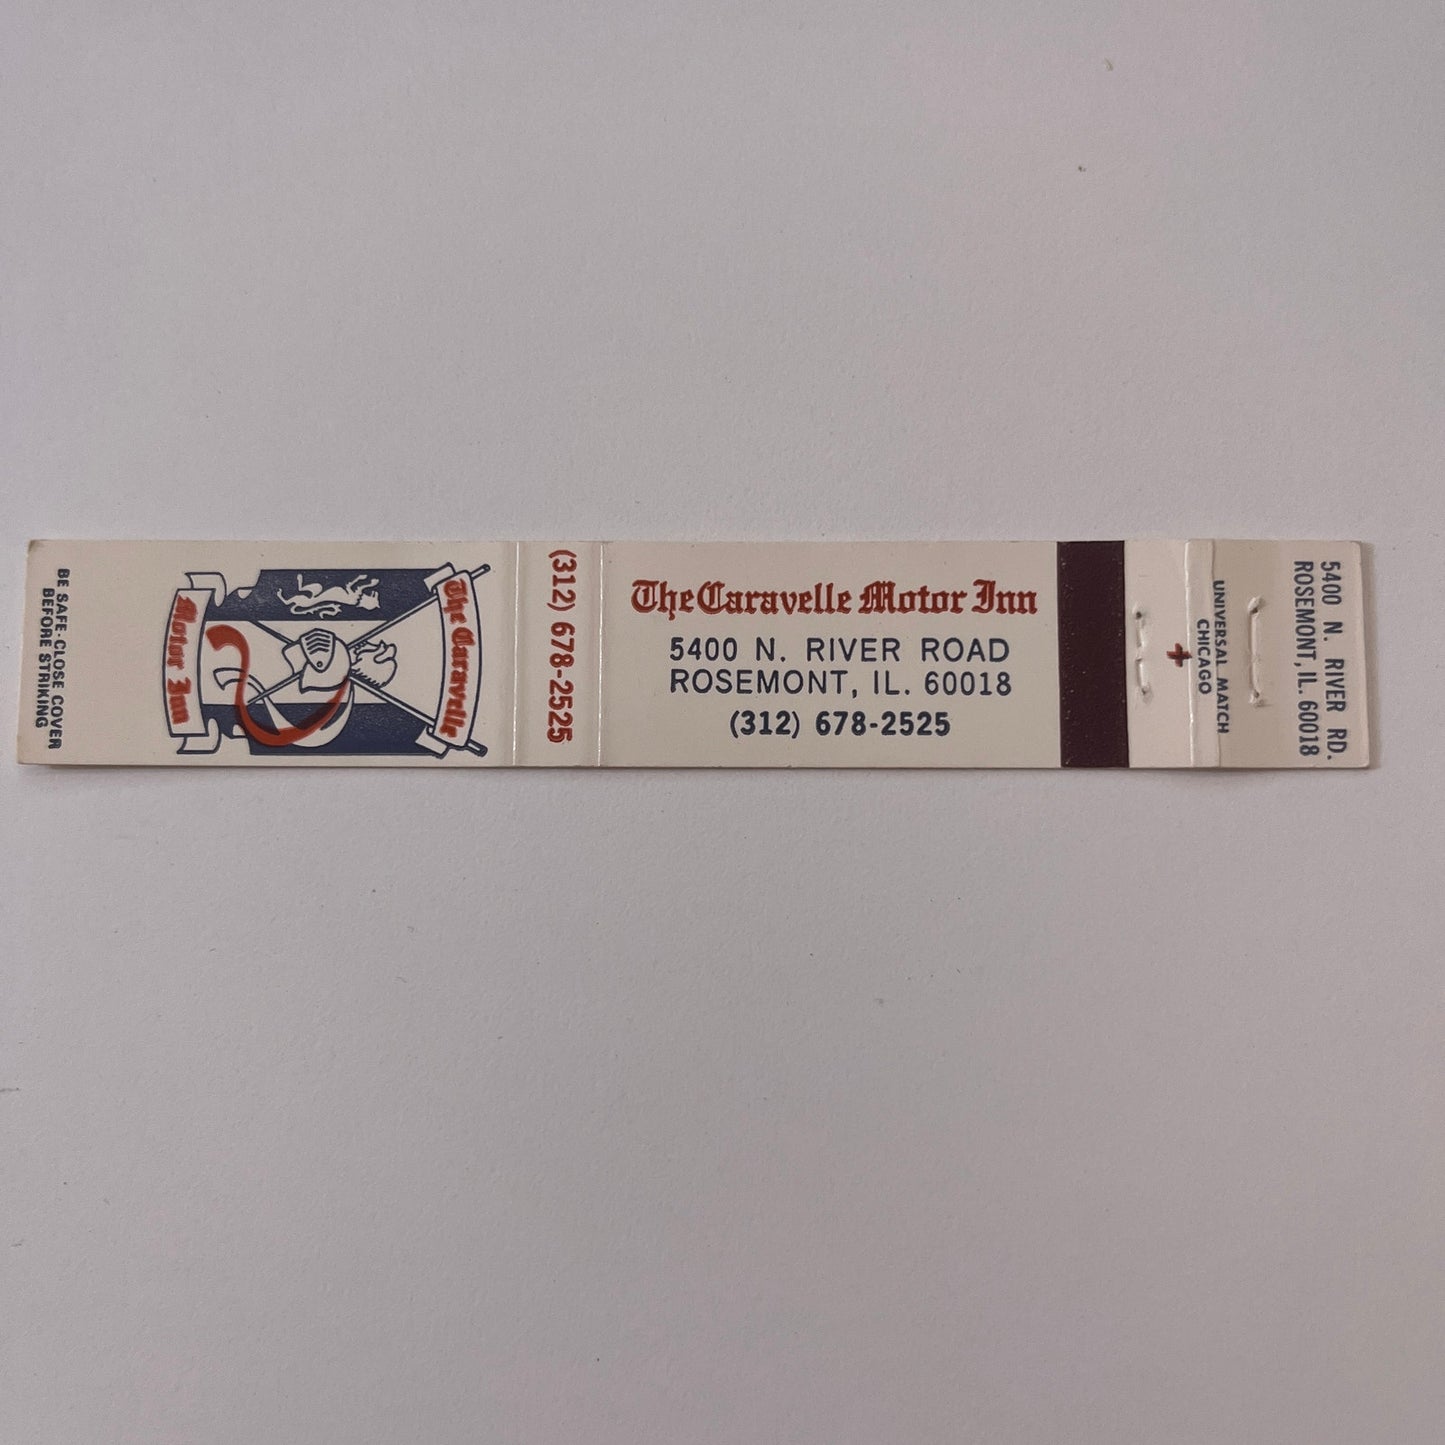 BE SAFE-CLOSE COVER
BEFORE STRIKING
The Caravelle
Motor Inn
(312) 678-2525
The Caravelle Motor Inn
5400 N. RIVER ROAD
ROSEMONT, IL. 60018
(312) 678-2525
UNIVERSAL MATCH
CHICAGO
5400 N. RIVER RD.
ROSEMONT, IL. 60018